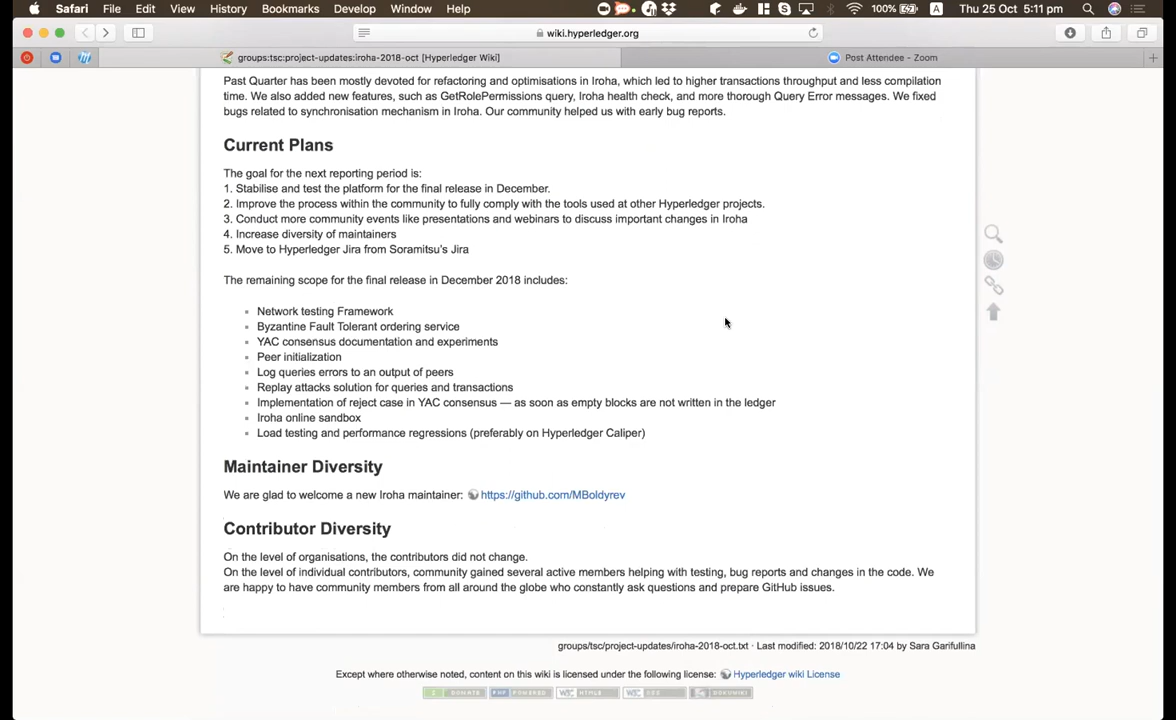 Safari File Edit View History Bookmarks Develop Window Help 100% A Thu 25 Oct 5:11 pm
wiki.hyperledger.org
groups:tsc:project-updates:iroha-2018-oct [Hyperledger Wiki]
Post Attendee - Zoom
Past Quarter has been mostly devoted for refactoring and optimisations in Iroha, which led to higher transactions throughput and less compilation
time. We also added new features, such as GetRolePermissions query, Iroha health check, and more thorough Query Error messages. We fixed
bugs related to synchronisation mechanism in Iroha. Our community helped us with early bug reports.
Current Plans
The goal for the next reporting period is:
1. Stabilise and test the platform for the final release in December.
2. Improve the process within the community to fully comply with the tools used at other Hyperledger projects.
3. Conduct more community events like presentations and webinars to discuss important changes in Iroha
4. Increase diversity of maintainers
5. Move to Hyperledger Jira from Soramitsu's Jira
The remaining scope for the final release in December 2018 includes:
Network testing Framework
Byzantine Fault Tolerant ordering service
YAC consensus documentation and experiments
Peer initialization
Log queries errors to an output of peers
Replay attacks solution for queries and transactions
Implementation of reject case in YAC consensus — as soon as empty blocks are not written in the ledger
Iroha online sandbox
Load testing and performance regressions (preferably on Hyperledger Caliper)
Maintainer Diversity
We are glad to welcome a new Iroha maintainer: https://github.com/MBoldyrev
Contributor Diversity
On the level of organisations, the contributors did not change.
On the level of individual contributors, community gained several active members helping with testing, bug reports and changes in the code. We
are happy to have community members from all around the globe who constantly ask questions and prepare GitHub issues.
groups/tsc/project-updates/iroha-2018-oct.txt · Last modified: 2018/10/22 17:04 by Sara Garifullina
Except where otherwise noted, content on this wiki is licensed under the following license: Hyperledger wiki License
DONATE PHP POWERED W3C HTML5 W3C CSS DOKUWIKI